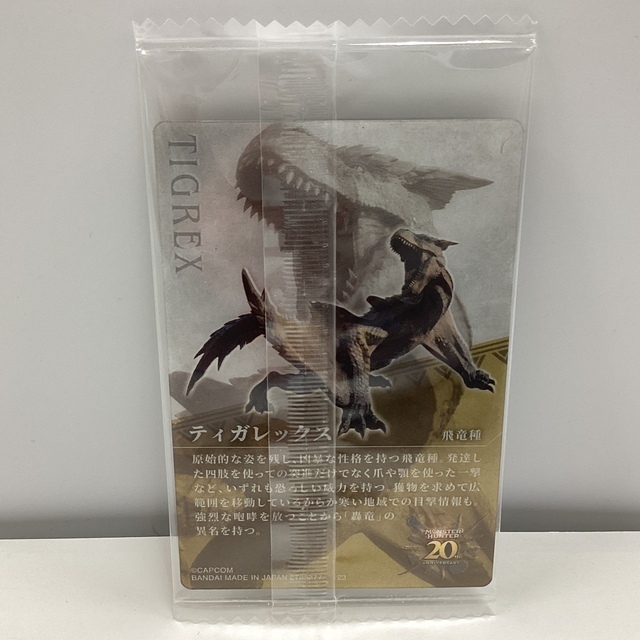 TIGREX
ティガレックス 飛竜種
原始的な姿を残し、凶暴な性格を持つ飛竜種。発達し
た四肢を使っての突進だけでなく爪や顎を使った一撃
など、いずれも恐ろしい威力を持つ。獲物を求めて広
範囲を移動しているからか寒い地域での目撃情報も。
強烈な咆哮を放つことから「轟竜」の
異名を持つ。
MONSTER HUNTER
20th
ANNIVERSARY
©CAPCOM
BANDAI MADE IN JAPAN